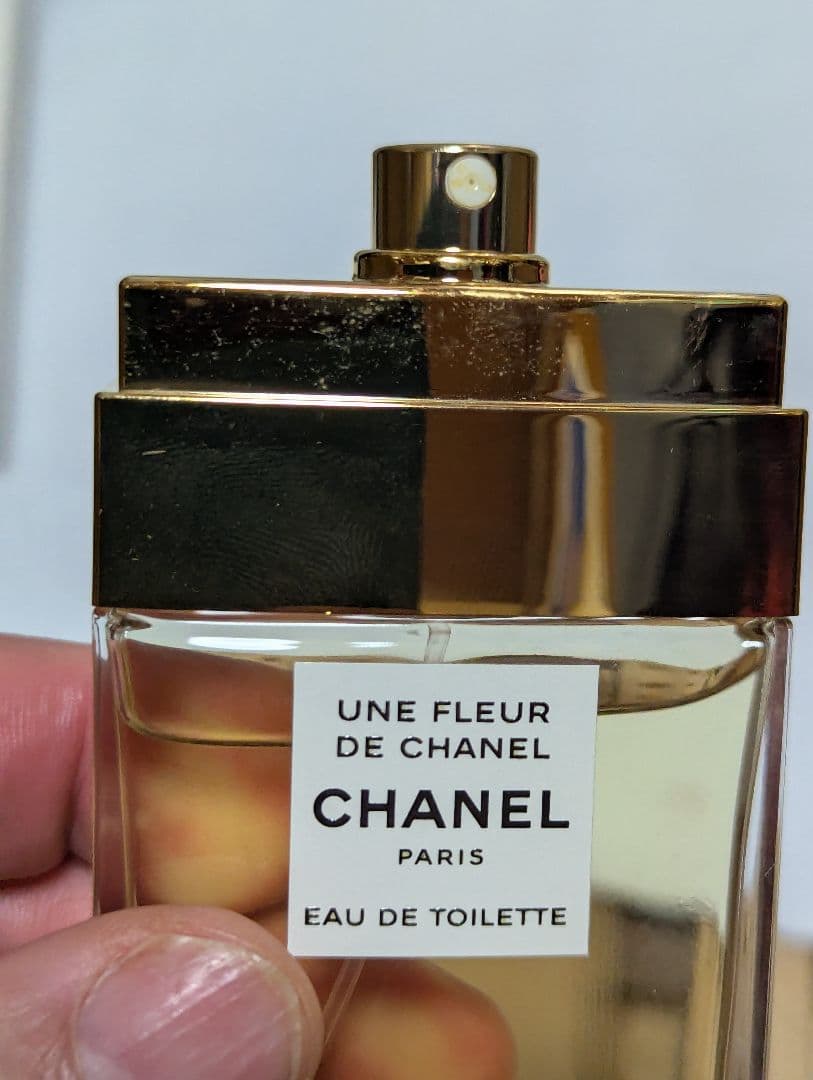 UNE FLEUR
DE CHANEL
CHANEL
PARIS
EAU DE TOILETTE